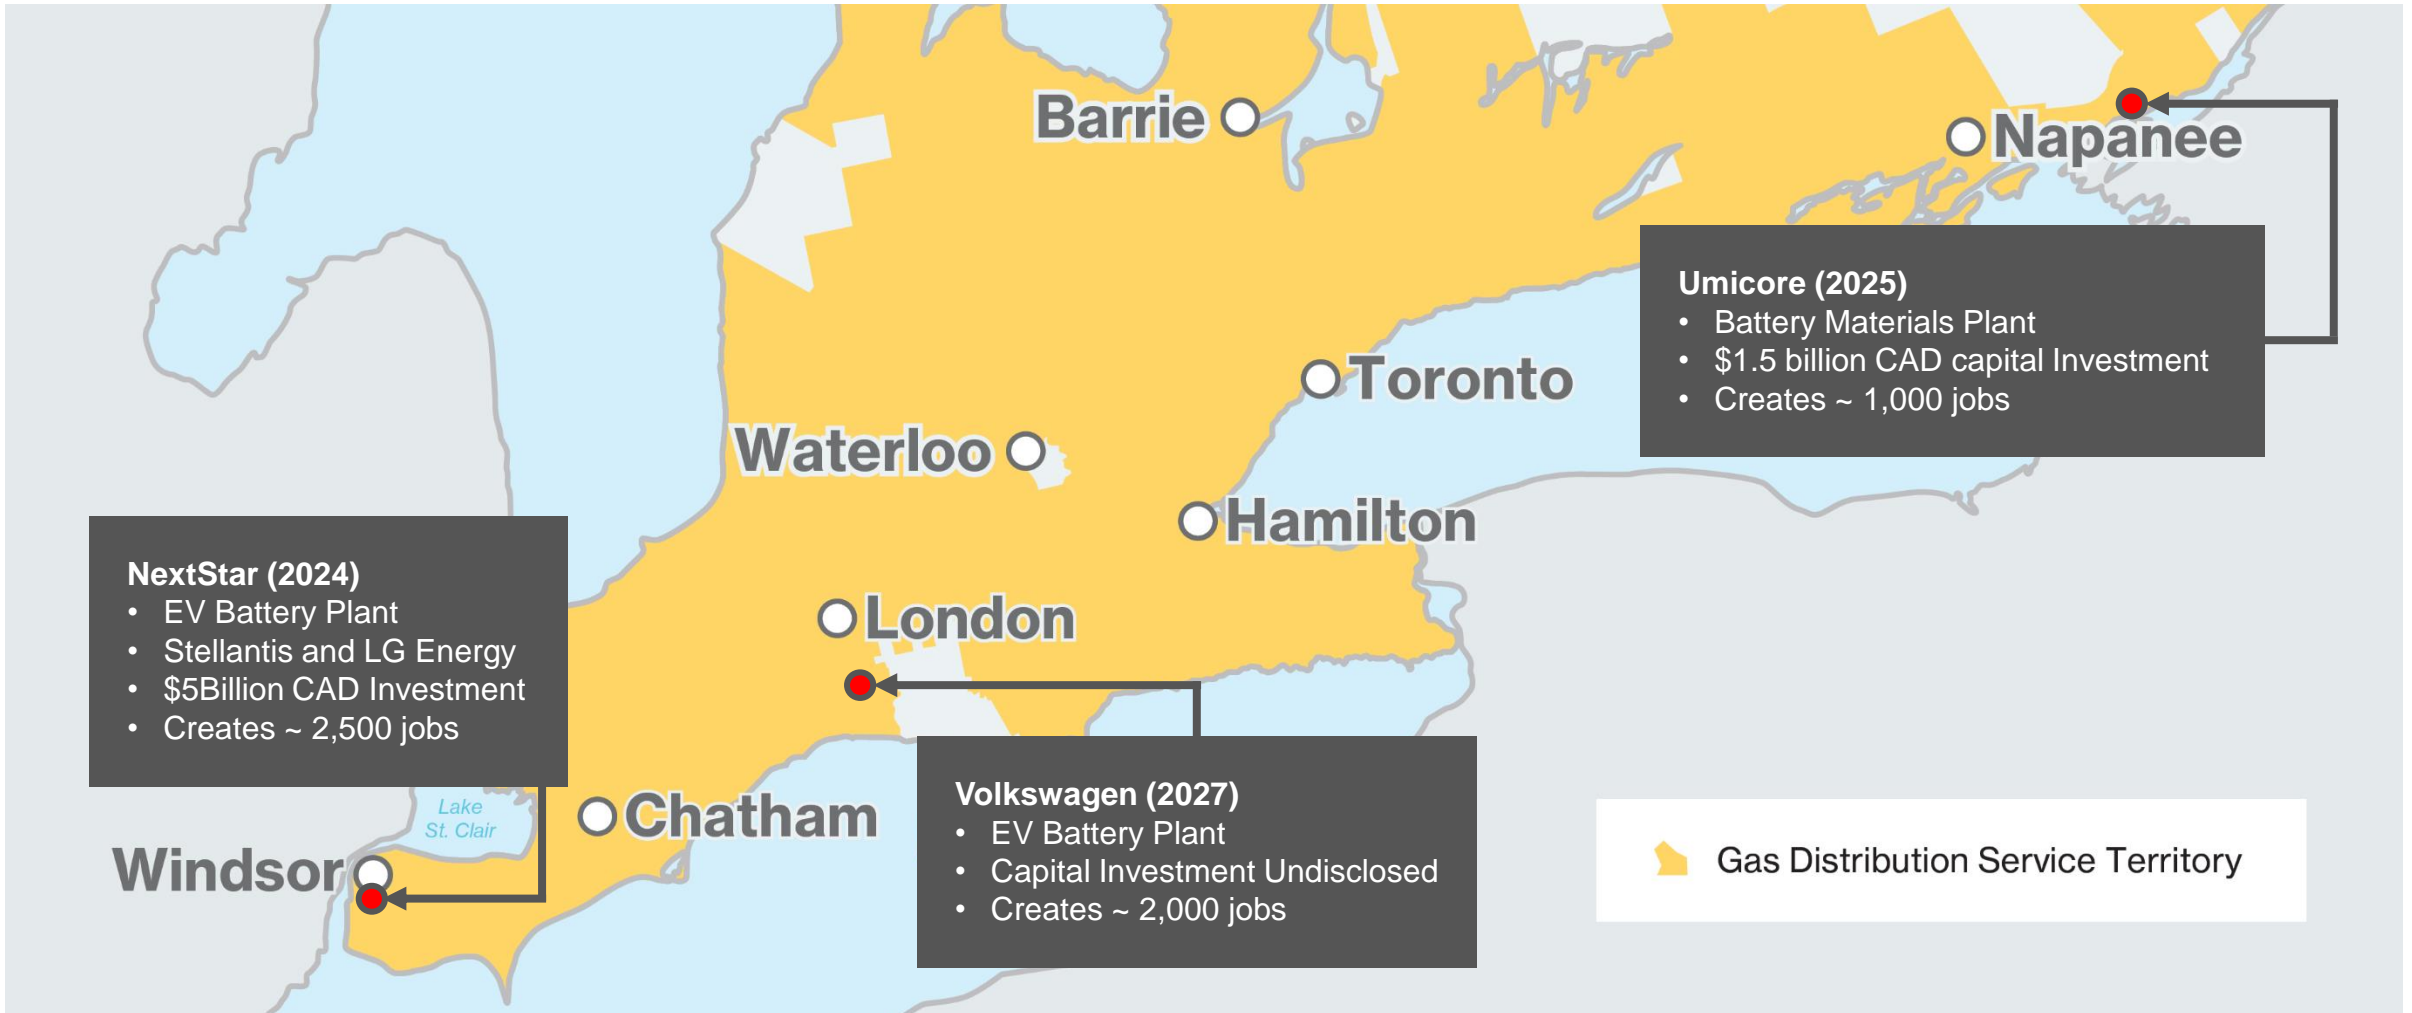 Barrie
Napanee
Umicore (2025)
• Battery Materials Plant
• $1.5 billion CAD capital Investment
• Creates ~ 1,000 jobs
Toronto
Waterloo
Hamilton
NextStar (2024)
• EV Battery Plant
• Stellantis and LG Energy
• $5Billion CAD Investment
• Creates ~ 2,500 jobs
London
Lake
St. Clair
Chatham
Windsor
Volkswagen (2027)
• EV Battery Plant
• Capital Investment Undisclosed
• Creates ~ 2,000 jobs
Gas Distribution Service Territory